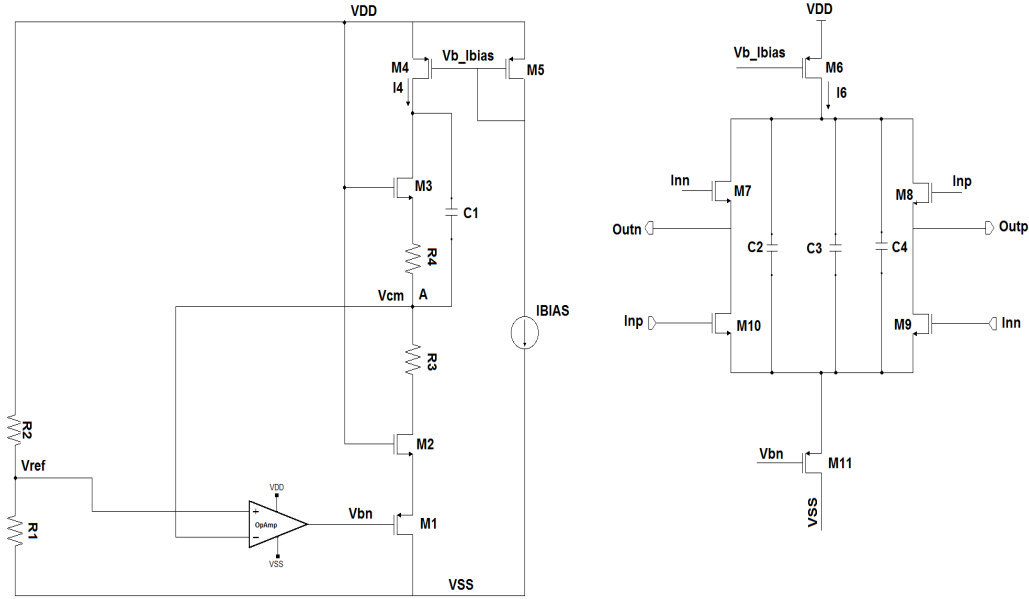 VDD
M4
Vb_Ibias
M5
I4
M3
C1
R4
Vcm
A
IBIAS
R3
R2
M2
Vref
VDD
+
OpAmp
−
VSS
Vbn
M1
R1
VSS
VDD
Vb_Ibias
M6
I6
Inn
M7
M8
Inp
Outn
C2
C3
C4
Outp
Inp
M10
M9
Inn
Vbn
M11
VSS